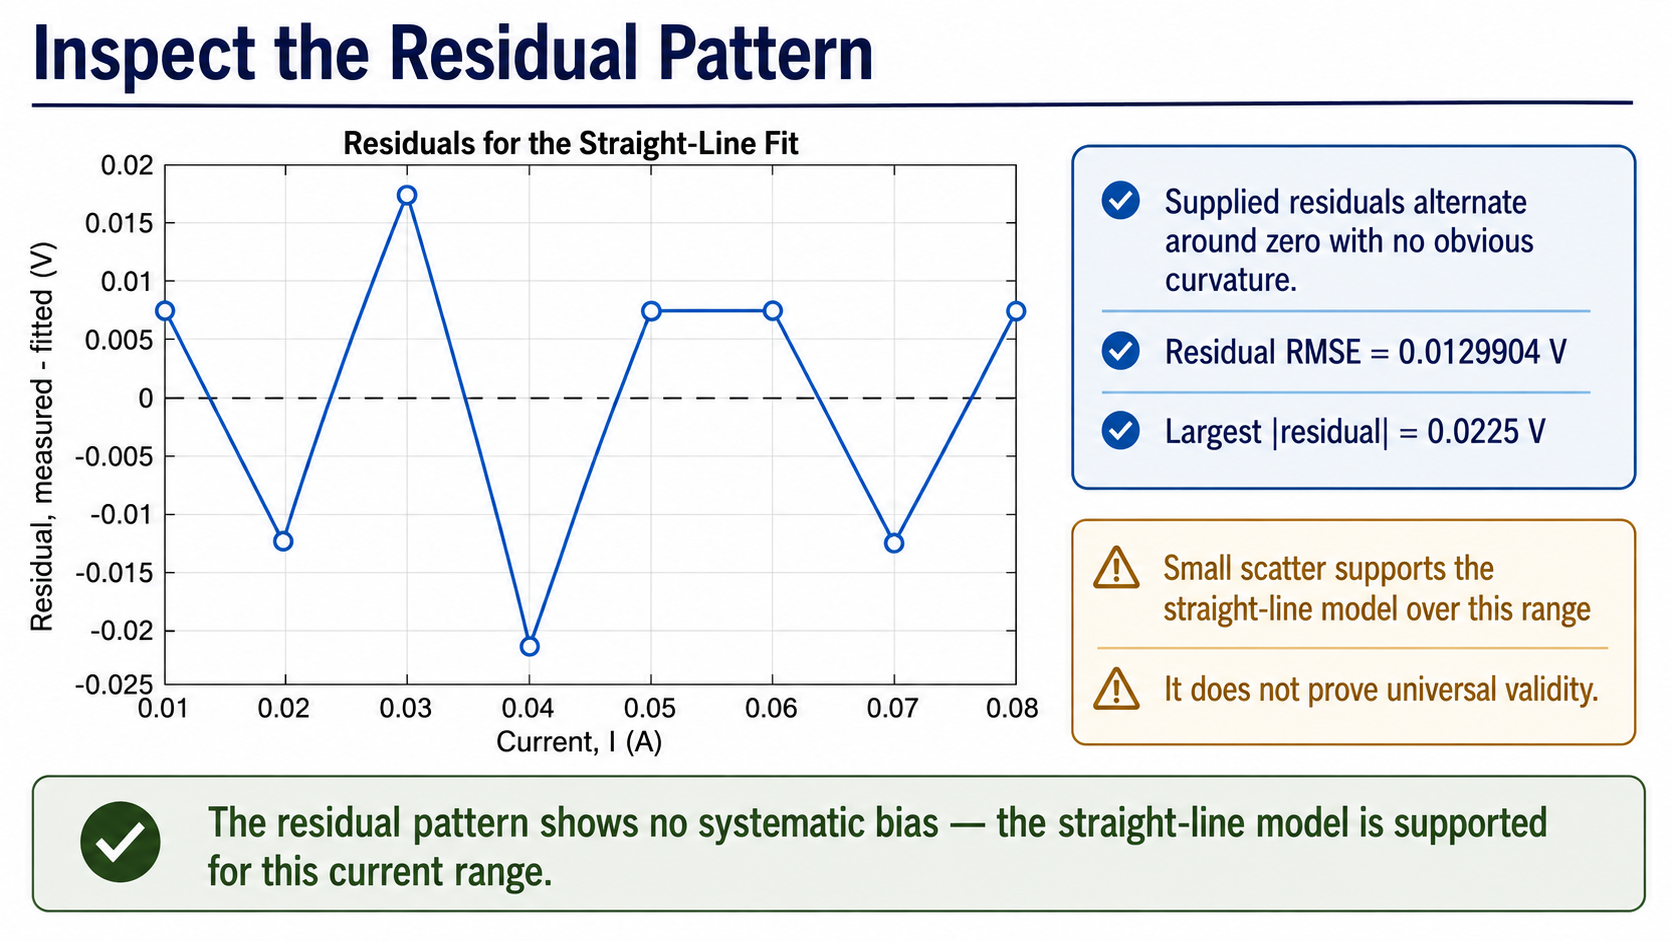 Inspect the Residual Pattern
Residuals for the Straight-Line Fit
0.02
0.015
0.01
0.005
0
-0.005
-0.01
-0.015
-0.02
-0.025
Residual, measured - fitted (V)
0.01 0.02 0.03 0.04 0.05 0.06 0.07 0.08
Current, I (A)
Supplied residuals alternate
around zero with no obvious
curvature.
Residual RMSE = 0.0129904 V
Largest |residual| = 0.0225 V
Small scatter supports the
straight-line model over this range
It does not prove universal validity.
The residual pattern shows no systematic bias — the straight-line model is supported
for this current range.